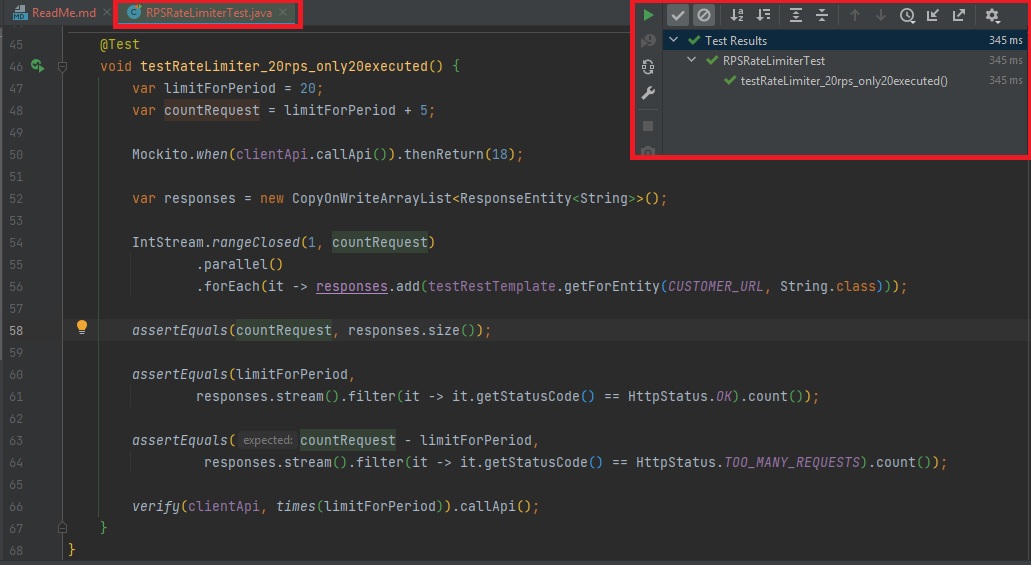 ReadMe.md
RPSRateLimiterTest.java
Test Results 345 ms
RPSRateLimiterTest 345 ms
testRateLimiter_20rps_only20executed() 345 ms
45 @Test
46 void testRateLimiter_20rps_only20executed() {
47 var limitForPeriod = 20;
48 var countRequest = limitForPeriod + 5;
49
50 Mockito.when(clientApi.callApi()).thenReturn(18);
51
52 var responses = new CopyOnWriteArrayList<ResponseEntity<String>>();
53
54 IntStream.rangeClosed(1, countRequest)
55 .parallel()
56 .forEach(it -> responses.add(testRestTemplate.getForEntity(CUSTOMER_URL, String.class)));
57
58 assertEquals(countRequest, responses.size());
59
60 assertEquals(limitForPeriod,
61 responses.stream().filter(it -> it.getStatusCode() == HttpStatus.OK).count());
62
63 assertEquals( expected: countRequest - limitForPeriod,
64 responses.stream().filter(it -> it.getStatusCode() == HttpStatus.TOO_MANY_REQUESTS).count());
65
66 verify(clientApi, times(limitForPeriod)).callApi();
67 }
68 }